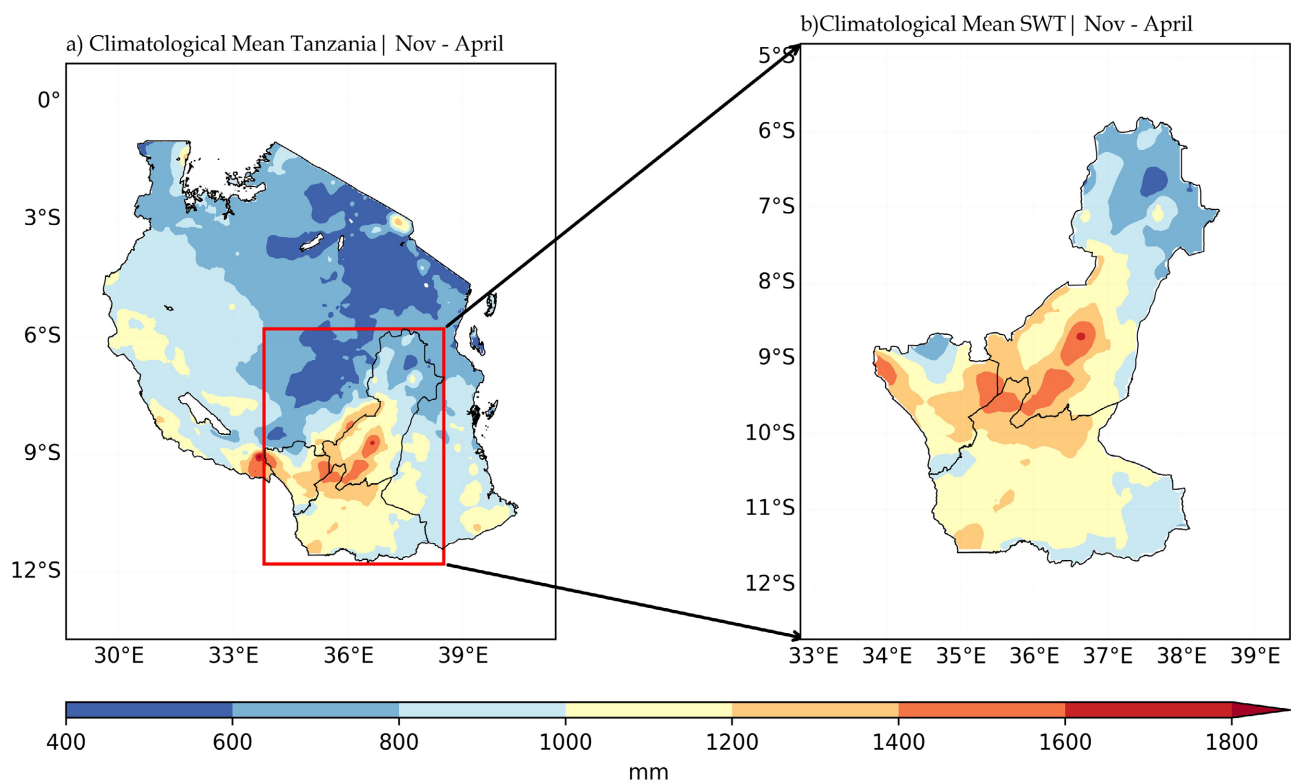 a) Climatological Mean Tanzania| Nov - April
b)Climatological Mean SWT| Nov - April
0°
3°S
6°S
9°S
12°S
30°E 33°E 36°E 39°E
5°S
6°S
7°S
8°S
9°S
10°S
11°S
12°S
33°E 34°E 35°E 36°E 37°E 38°E 39°E
400 600 800 1000 1200 1400 1600 1800
mm